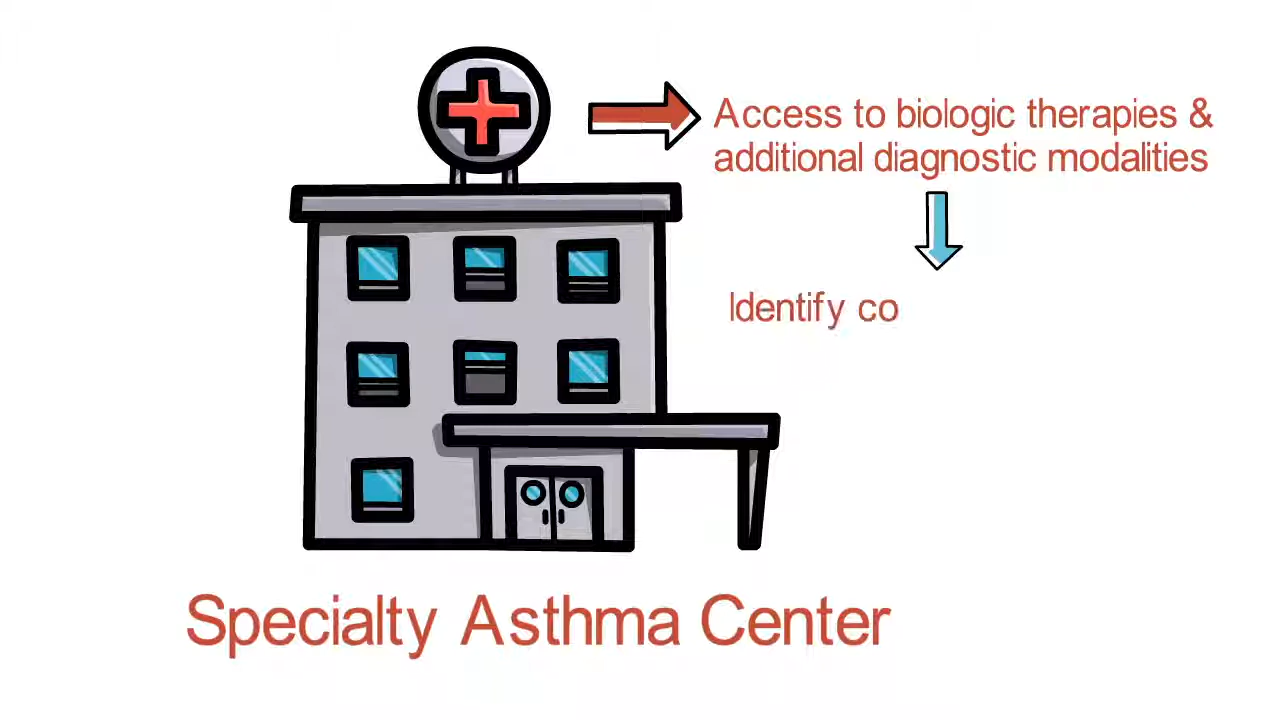 Access to biologic therapies &
additional diagnostic modalities
Identify co
Specialty Asthma Center